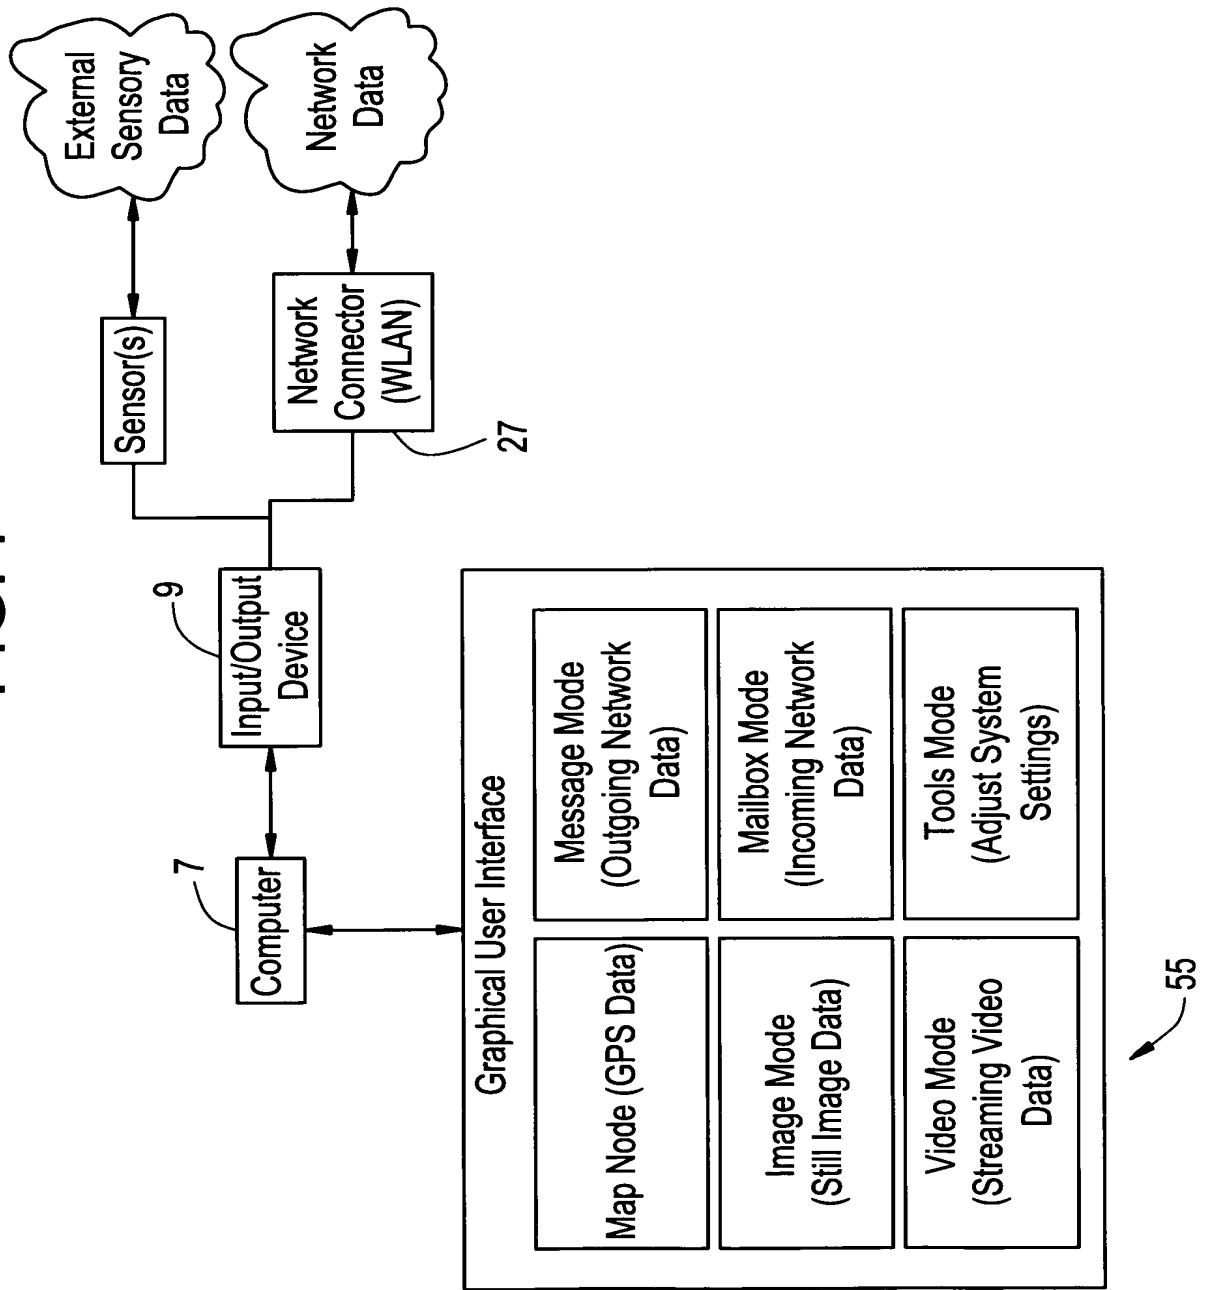 External
Sensory
Data
Sensor(s)
9
7
Computer
Input/Output
Device
Network
Connector
(WLAN)
27
Network
Data
Graphical User Interface
Map Node (GPS Data)
Message Mode
(Outgoing Network
Data)
Image Mode
(Still Image Data)
Mailbox Mode
(Incoming Network
Data)
Video Mode
(Streaming Video
Data)
Tools Mode
(Adjust System
Settings)
55